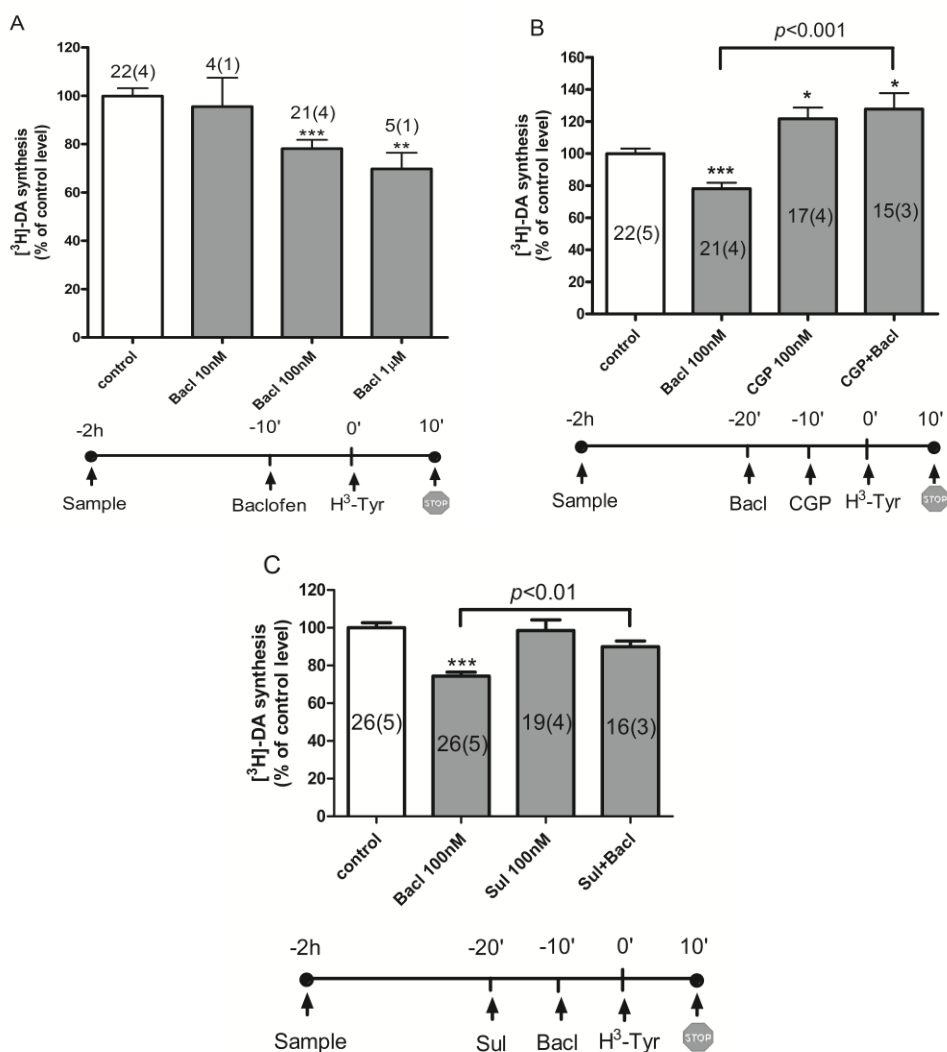 A
[³H]-DA synthesis
(% of control level)
120
100
80
60
40
20
0
22(4)
4(1)
21(4)
***
5(1)
**
control
Bacl 10nM
Bacl 100nM
Bacl 1µM
-2h
-10'
0'
10'
Sample
Baclofen
H³-Tyr
STOP
B
p<0.001
[³H]-DA synthesis
(% of control level)
160
140
120
100
80
60
40
20
0
***
*
*
22(5)
21(4)
17(4)
15(3)
control
Bacl 100nM
CGP 100nM
CGP+Bacl
-2h
-20'
-10'
0'
10'
Sample
Bacl
CGP
H³-Tyr
STOP
C
p<0.01
[³H]-DA synthesis
(% of control level)
120
100
80
60
40
20
0
***
26(5)
26(5)
19(4)
16(3)
control
Bacl 100nM
Sul 100nM
Sul+Bacl
-2h
-20'
-10'
0'
10'
Sample
Sul
Bacl
H³-Tyr
STOP